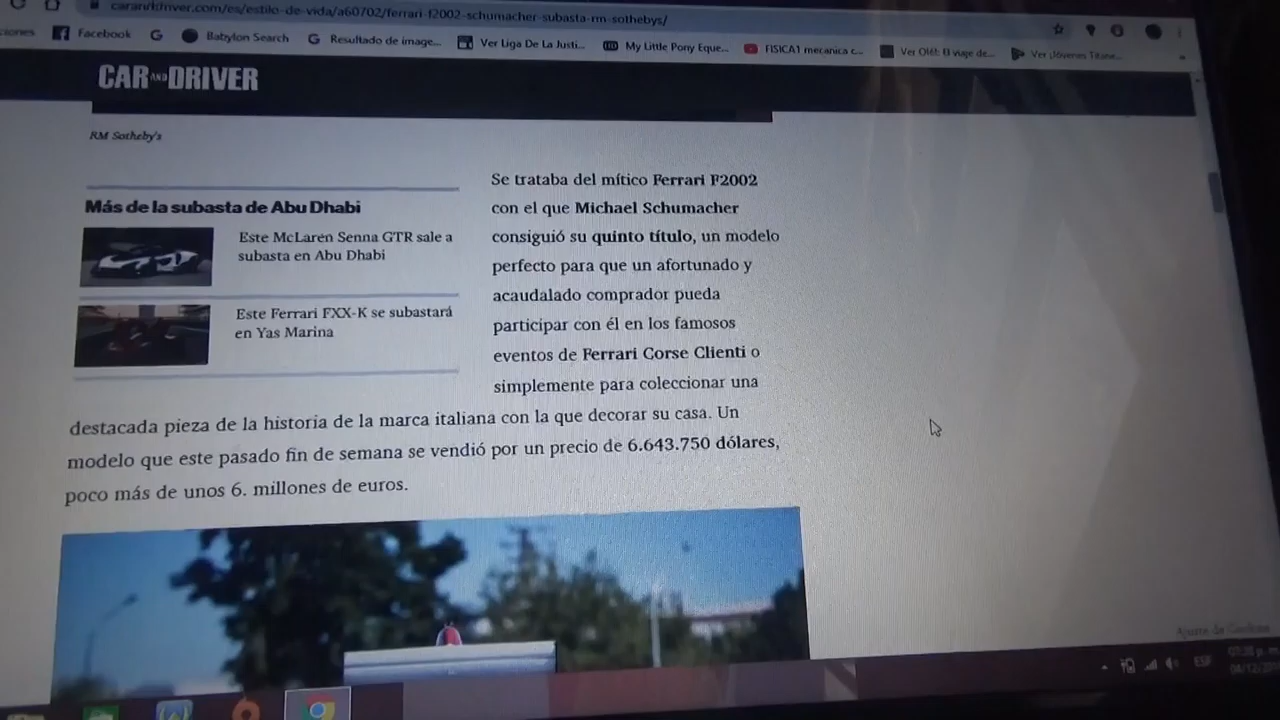 caranddriver.com/es/estilo-de-vida/a60702/ferrari-f2002-schumacher-subasta-rm-sothebys/
ciones
Facebook
Babylon Search
Resultado de image...
Ver Liga De La Justi...
My Little Pony Eque...
FISICA1 mecanica c...
Ver Olé!: El viaje de...
Ver ¡Jóvenes Titane...
CAR AND DRIVER
RM Sotheby's
Más de la subasta de Abu Dhabi
Este McLaren Senna GTR sale a
subasta en Abu Dhabi
Este Ferrari FXX-K se subastará
en Yas Marina
Se trataba del mítico Ferrari F2002
con el que Michael Schumacher
consiguió su quinto título, un modelo
perfecto para que un afortunado y
acaudalado comprador pueda
participar con él en los famosos
eventos de Ferrari Corse Clienti o
simplemente para coleccionar una
destacada pieza de la historia de la marca italiana con la que decorar su casa. Un
modelo que este pasado fin de semana se vendió por un precio de 6.643.750 dólares,
poco más de unos 6. millones de euros.
Ajuste de
ESP